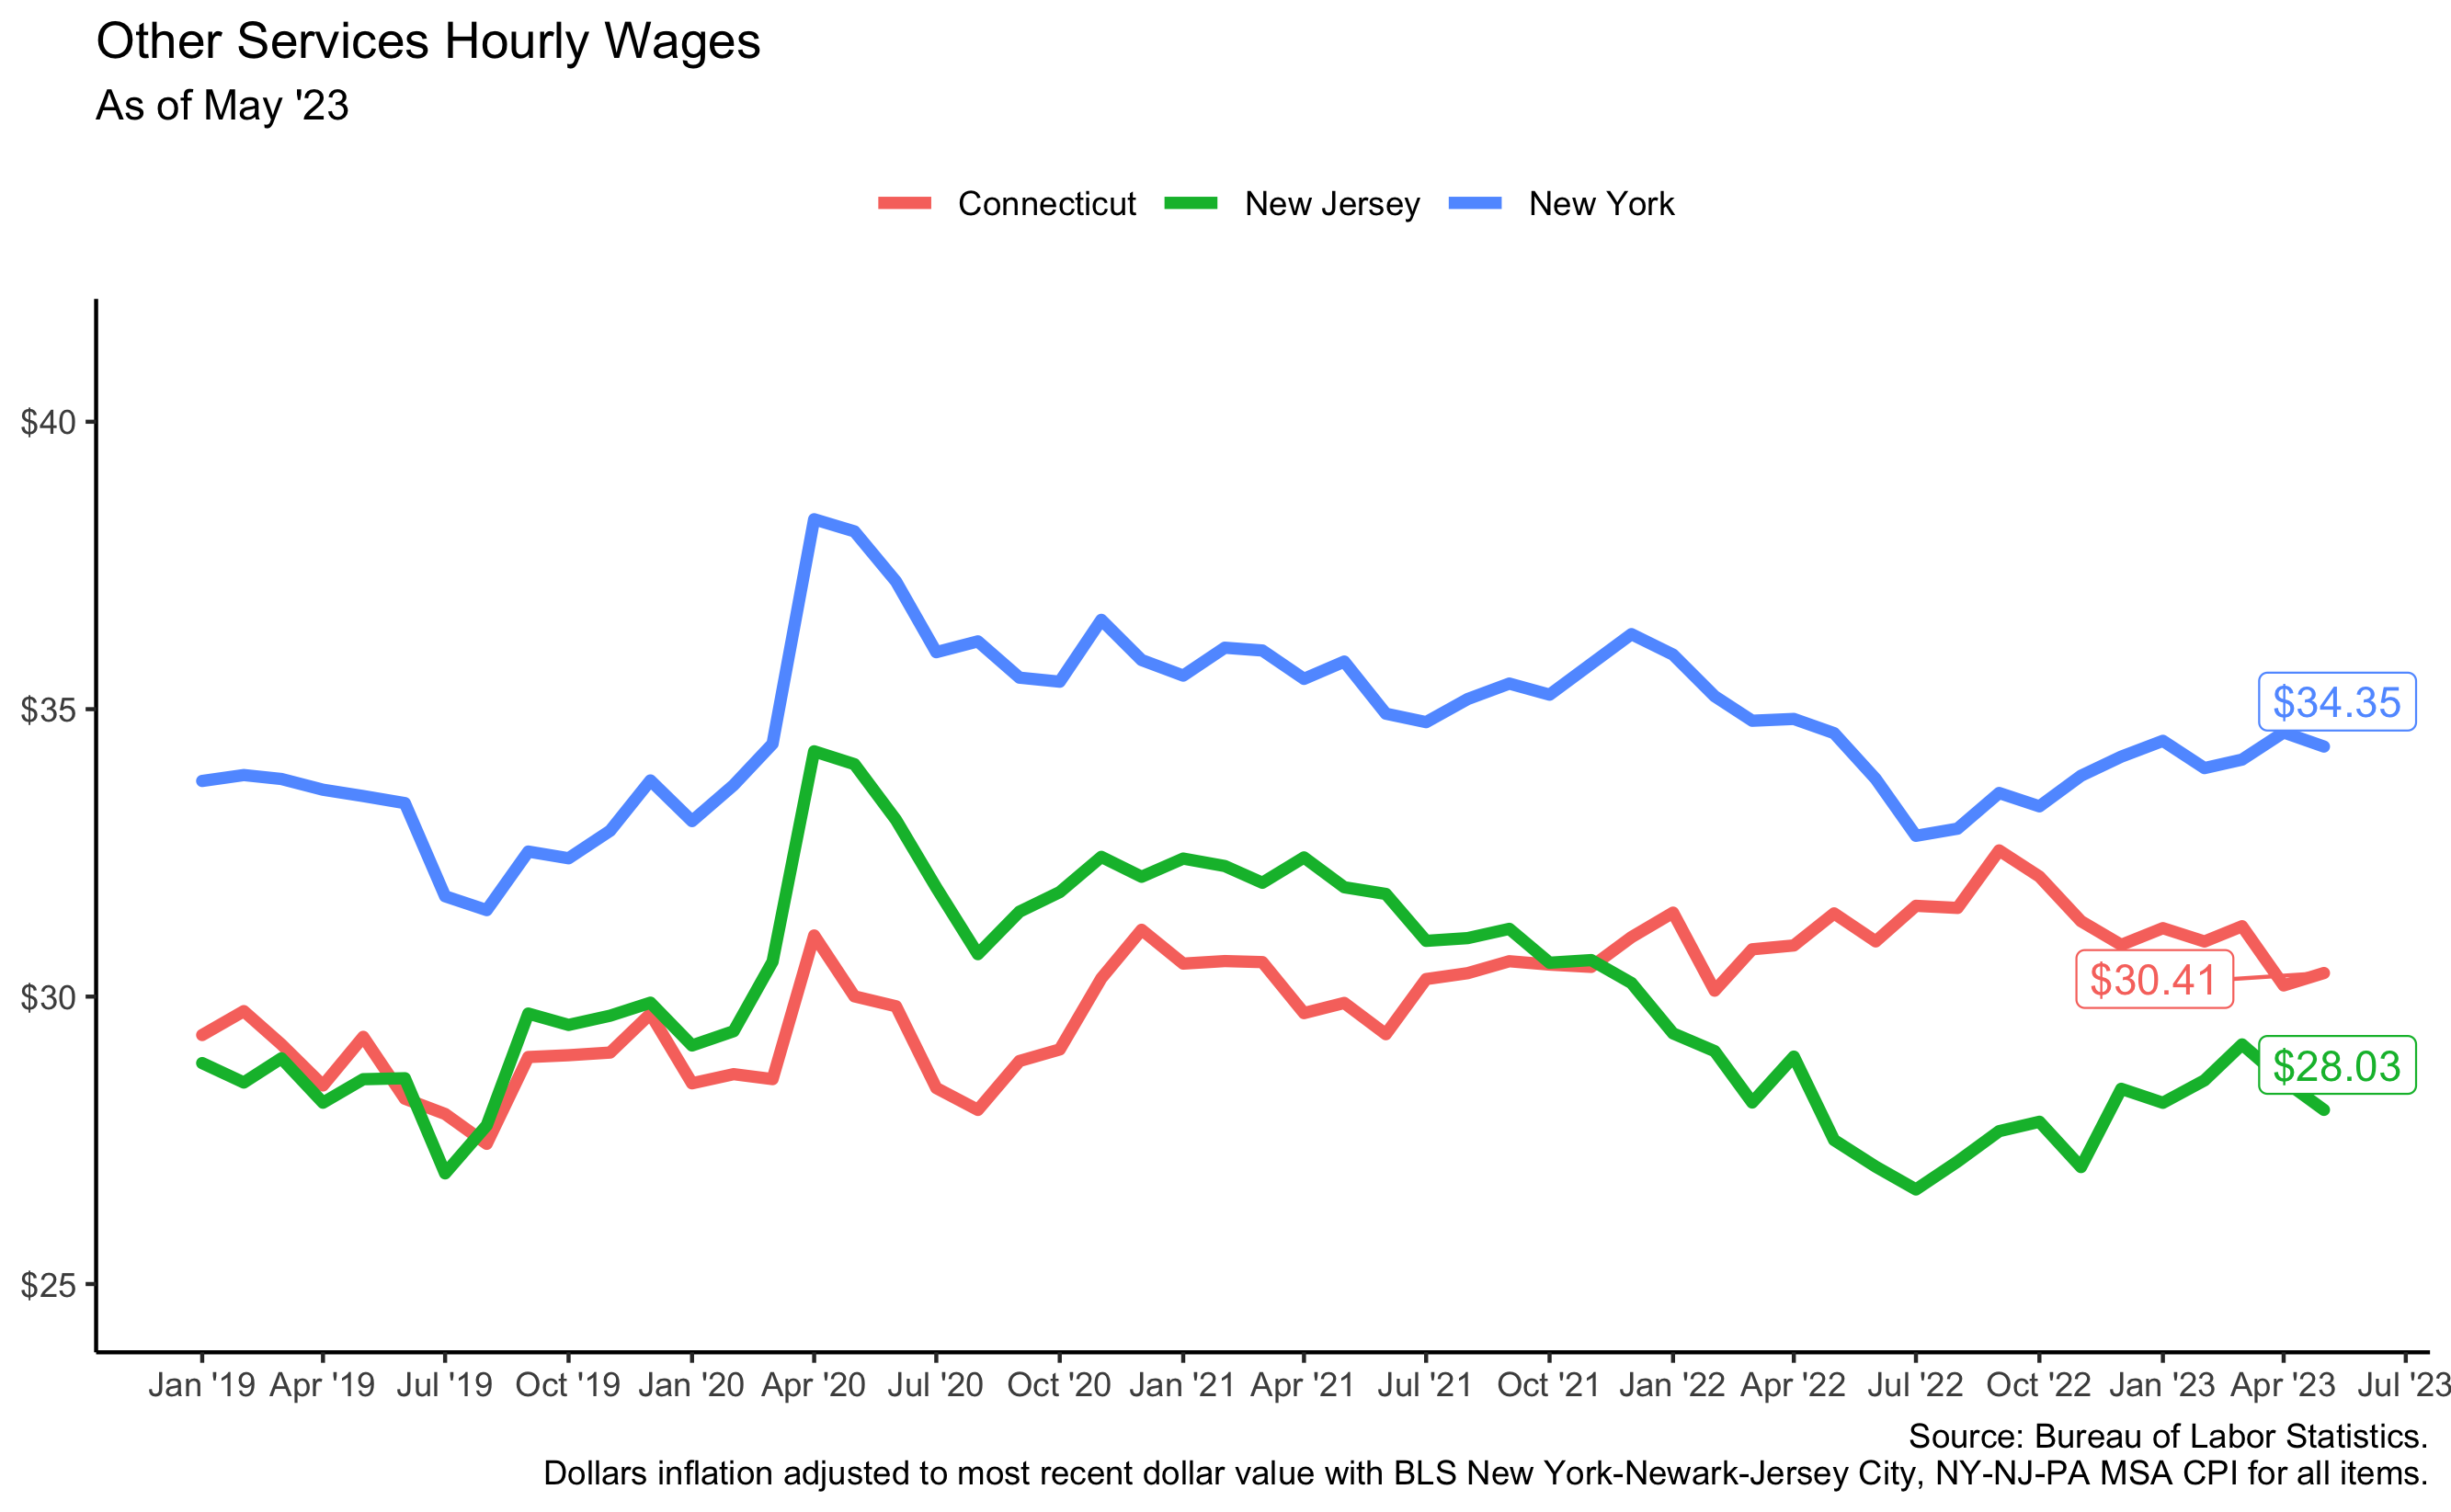 Other Services Hourly Wages
As of May '23
Connecticut New Jersey New York
$40
$35
$30
$25
$34.35
$30.41
$28.03
Jan '19 Apr '19 Jul '19 Oct '19 Jan '20 Apr '20 Jul '20 Oct '20 Jan '21 Apr '21 Jul '21 Oct '21 Jan '22 Apr '22 Jul '22 Oct '22 Jan '23 Apr '23 Jul '23
Source: Bureau of Labor Statistics.
Dollars inflation adjusted to most recent dollar value with BLS New York-Newark-Jersey City, NY-NJ-PA MSA CPI for all items.